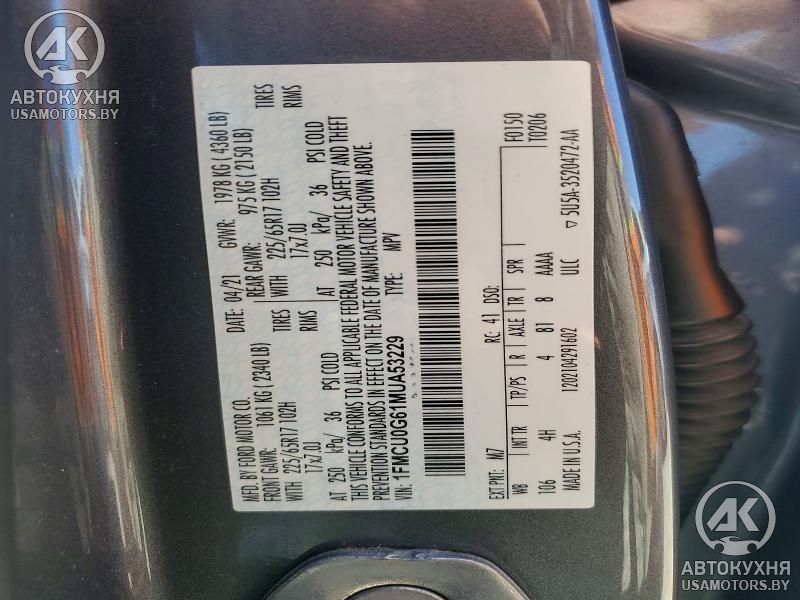 АК
АВТОКУХНЯ
USAMOTORS.BY
MFD. BY FORD MOTOR CO.
DATE: 04/21 GVWR: 1978 KG ( 4360 LB)
FRONT GAWR: 1061 KG ( 2340 LB) REAR GAWR: 975 KG ( 2150 LB)
WITH 225/65R17 102H WITH 225/65R17 102H TIRES
17x7.0J 17x7.0J RIMS
AT 250 kPa/ 36 PSI COLD AT 250 kPa/ 36 PSI COLD
THIS VEHICLE CONFORMS TO ALL APPLICABLE FEDERAL MOTOR VEHICLE SAFETY AND THEFT
PREVENTION STANDARDS IN EFFECT ON THE DATE OF MANUFACTURE SHOWN ABOVE.
VIN: 1FMCU0G61MUA53229 TYPE: MPV
F0150
T0206
EXT PNT: M7 RC: 41 DSO:
WB INT TR TP/PS R AXLE TR SPR
106 4H 4 81 8 AAAA
MADE IN U.S.A. 1202104291602 ULC
5U5A-3520472-AA
АК
АВТОКУХНЯ
USAMOTORS.BY